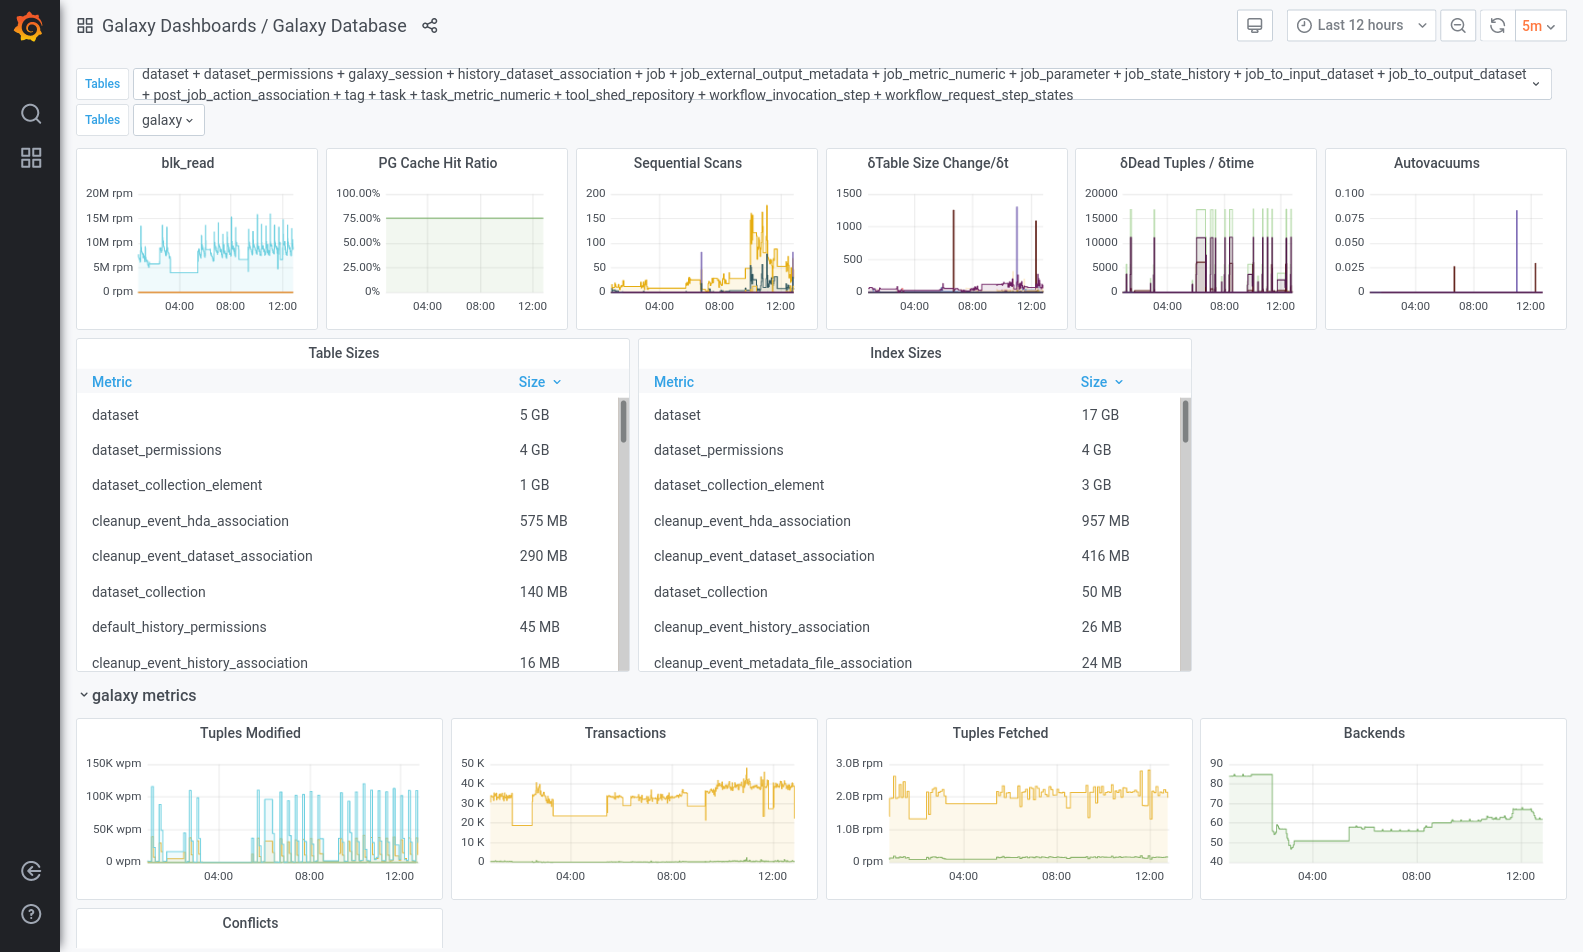 Galaxy Dashboards / Galaxy Database
Last 12 hours
5m
Tables
dataset + dataset_permissions + galaxy_session + history_dataset_association + job + job_external_output_metadata + job_metric_numeric + job_parameter + job_state_history + job_to_input_dataset + job_to_output_dataset
+ post_job_action_association + tag + task + task_metric_numeric + tool_shed_repository + workflow_invocation_step + workflow_request_step_states
Tables
galaxy
blk_read
20M rpm
15M rpm
10M rpm
5M rpm
0 rpm
04:00 08:00 12:00
PG Cache Hit Ratio
100.00%
75.00%
50.00%
25.00%
0%
04:00 08:00 12:00
Sequential Scans
200
150
100
50
0
04:00 08:00 12:00
δTable Size Change/δt
1500
1000
500
0
04:00 08:00 12:00
δDead Tuples / δtime
20000
15000
10000
5000
0
04:00 08:00 12:00
Autovacuums
0.100
0.075
0.050
0.025
0
04:00 08:00 12:00
Table Sizes
Metric Size
dataset 5 GB
dataset_permissions 4 GB
dataset_collection_element 1 GB
cleanup_event_hda_association 575 MB
cleanup_event_dataset_association 290 MB
dataset_collection 140 MB
default_history_permissions 45 MB
cleanup_event_history_association 16 MB
Index Sizes
Metric Size
dataset 17 GB
dataset_permissions 4 GB
dataset_collection_element 3 GB
cleanup_event_hda_association 957 MB
cleanup_event_dataset_association 416 MB
dataset_collection 50 MB
cleanup_event_history_association 26 MB
cleanup_event_metadata_file_association 24 MB
galaxy metrics
Tuples Modified
150K wpm
100K wpm
50K wpm
0 wpm
04:00 08:00 12:00
Transactions
50 K
40 K
30 K
20 K
10 K
0
04:00 08:00 12:00
Tuples Fetched
3.0B rpm
2.0B rpm
1.0B rpm
0 rpm
04:00 08:00 12:00
Backends
90
80
70
60
50
40
04:00 08:00 12:00
Conflicts